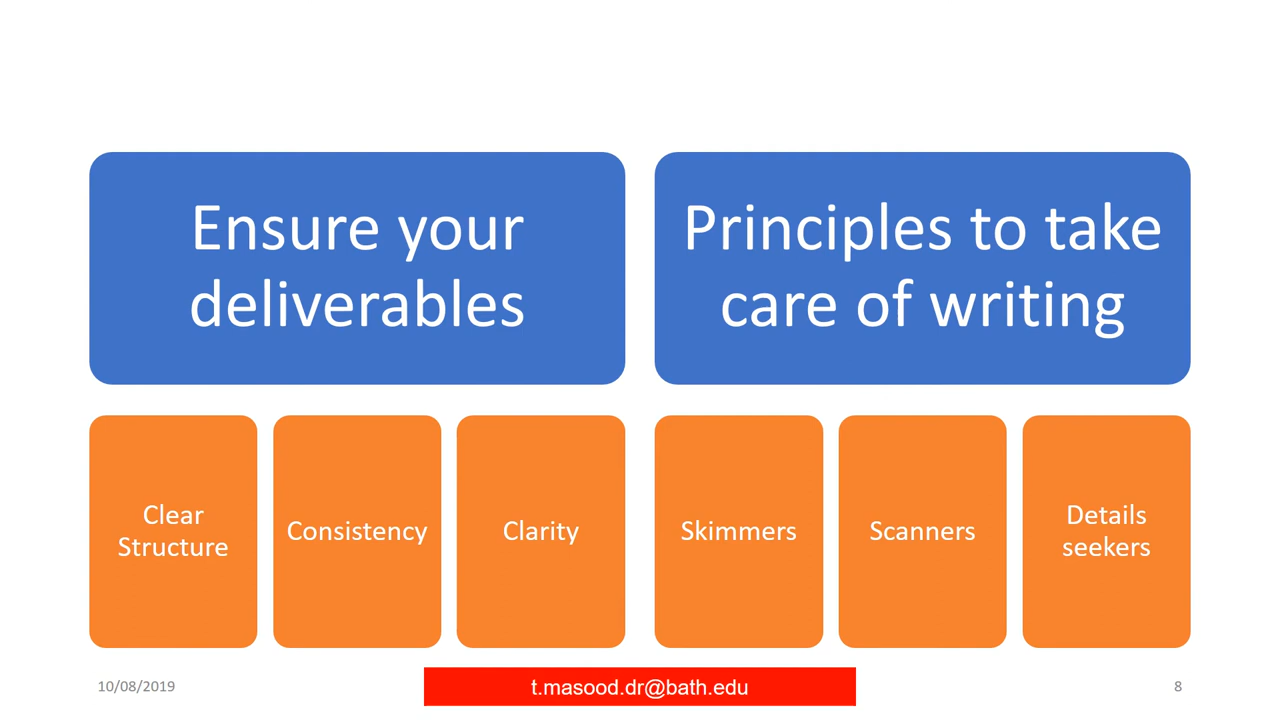 Ensure your
deliverables
Principles to take
care of writing
Clear
Structure
Consistency
Clarity
Skimmers
Scanners
Details
seekers
10/08/2019
t.masood.dr@bath.edu
8